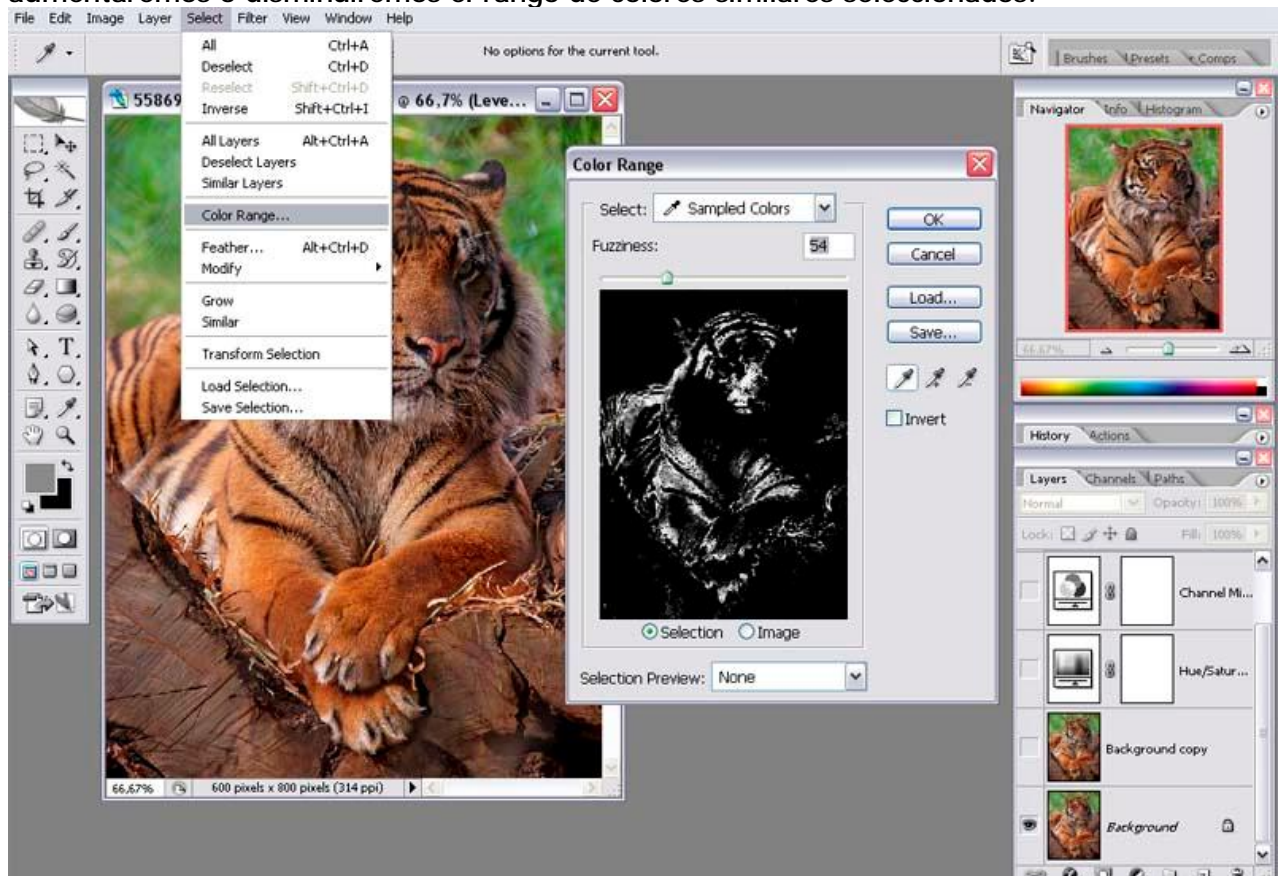 aumentaremos o disminuiremos el rango de colores similares seleccionados.
File Edit Image Layer Select Filter View Window Help
No options for the current tool.
Brushes Presets Comps
All Ctrl+A
Deselect Ctrl+D
Reselect Shift+Ctrl+D
Inverse Shift+Ctrl+I
All Layers Alt+Ctrl+A
Deselect Layers
Similar Layers
Color Range...
Feather... Alt+Ctrl+D
Modify
Grow
Similar
Transform Selection
Load Selection...
Save Selection...
55869
@ 66,7% (Leve...
66,67%
600 pixels x 800 pixels (314 ppi)
Color Range
Select: Sampled Colors
Fuzziness: 54
OK
Cancel
Load...
Save...
Invert
Selection Image
Selection Preview: None
Navigator Info Histogram
66,67%
History Actions
Layers Channels Paths
Normal Opacity: 100%
Lock: Fill: 100%
Channel Mi...
Hue/Satur...
Background copy
Background